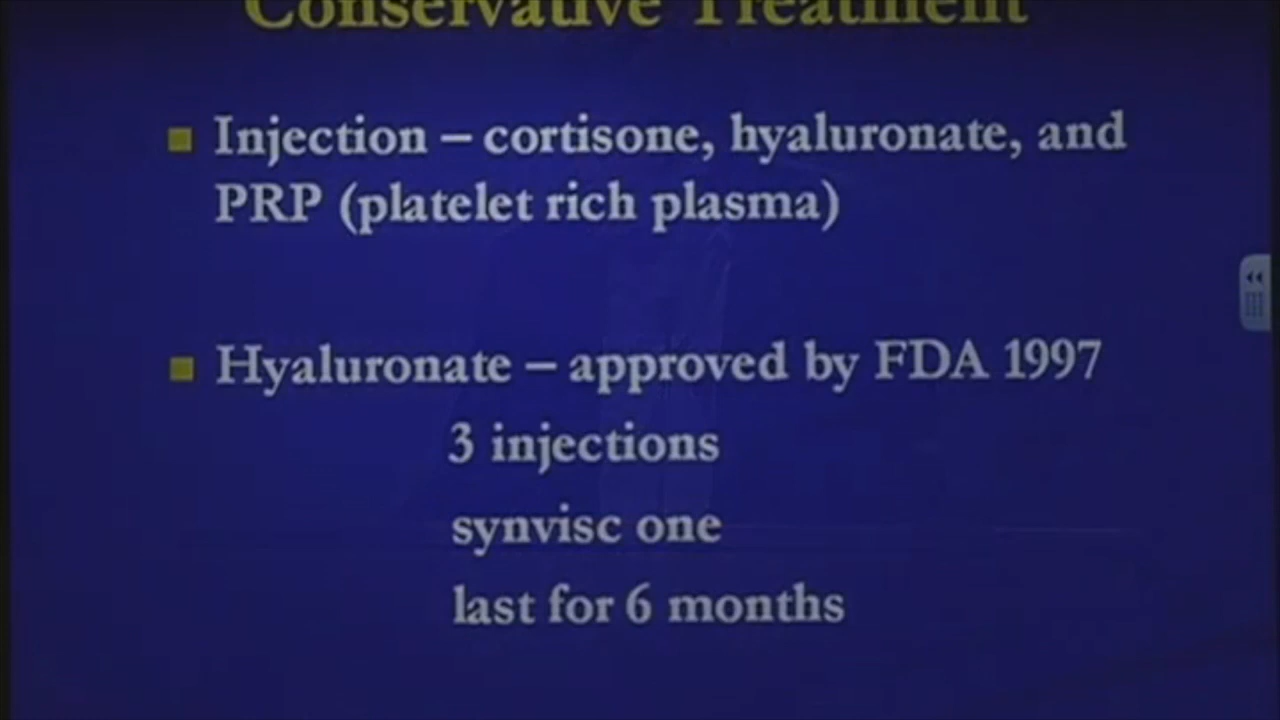 Conservative Treatment
Injection – cortisone, hyaluronate, and
PRP (platelet rich plasma)
Hyaluronate – approved by FDA 1997
3 injections
synvisc one
last for 6 months